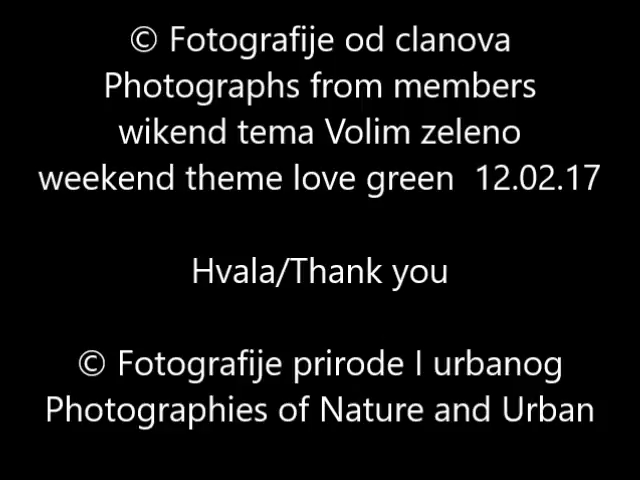 © Fotografije od clanova
Photographs from members
wikend tema Volim zeleno
weekend theme love green  12.02.17
Hvala/Thank you
© Fotografije prirode I urbanog
Photographies of Nature and Urban